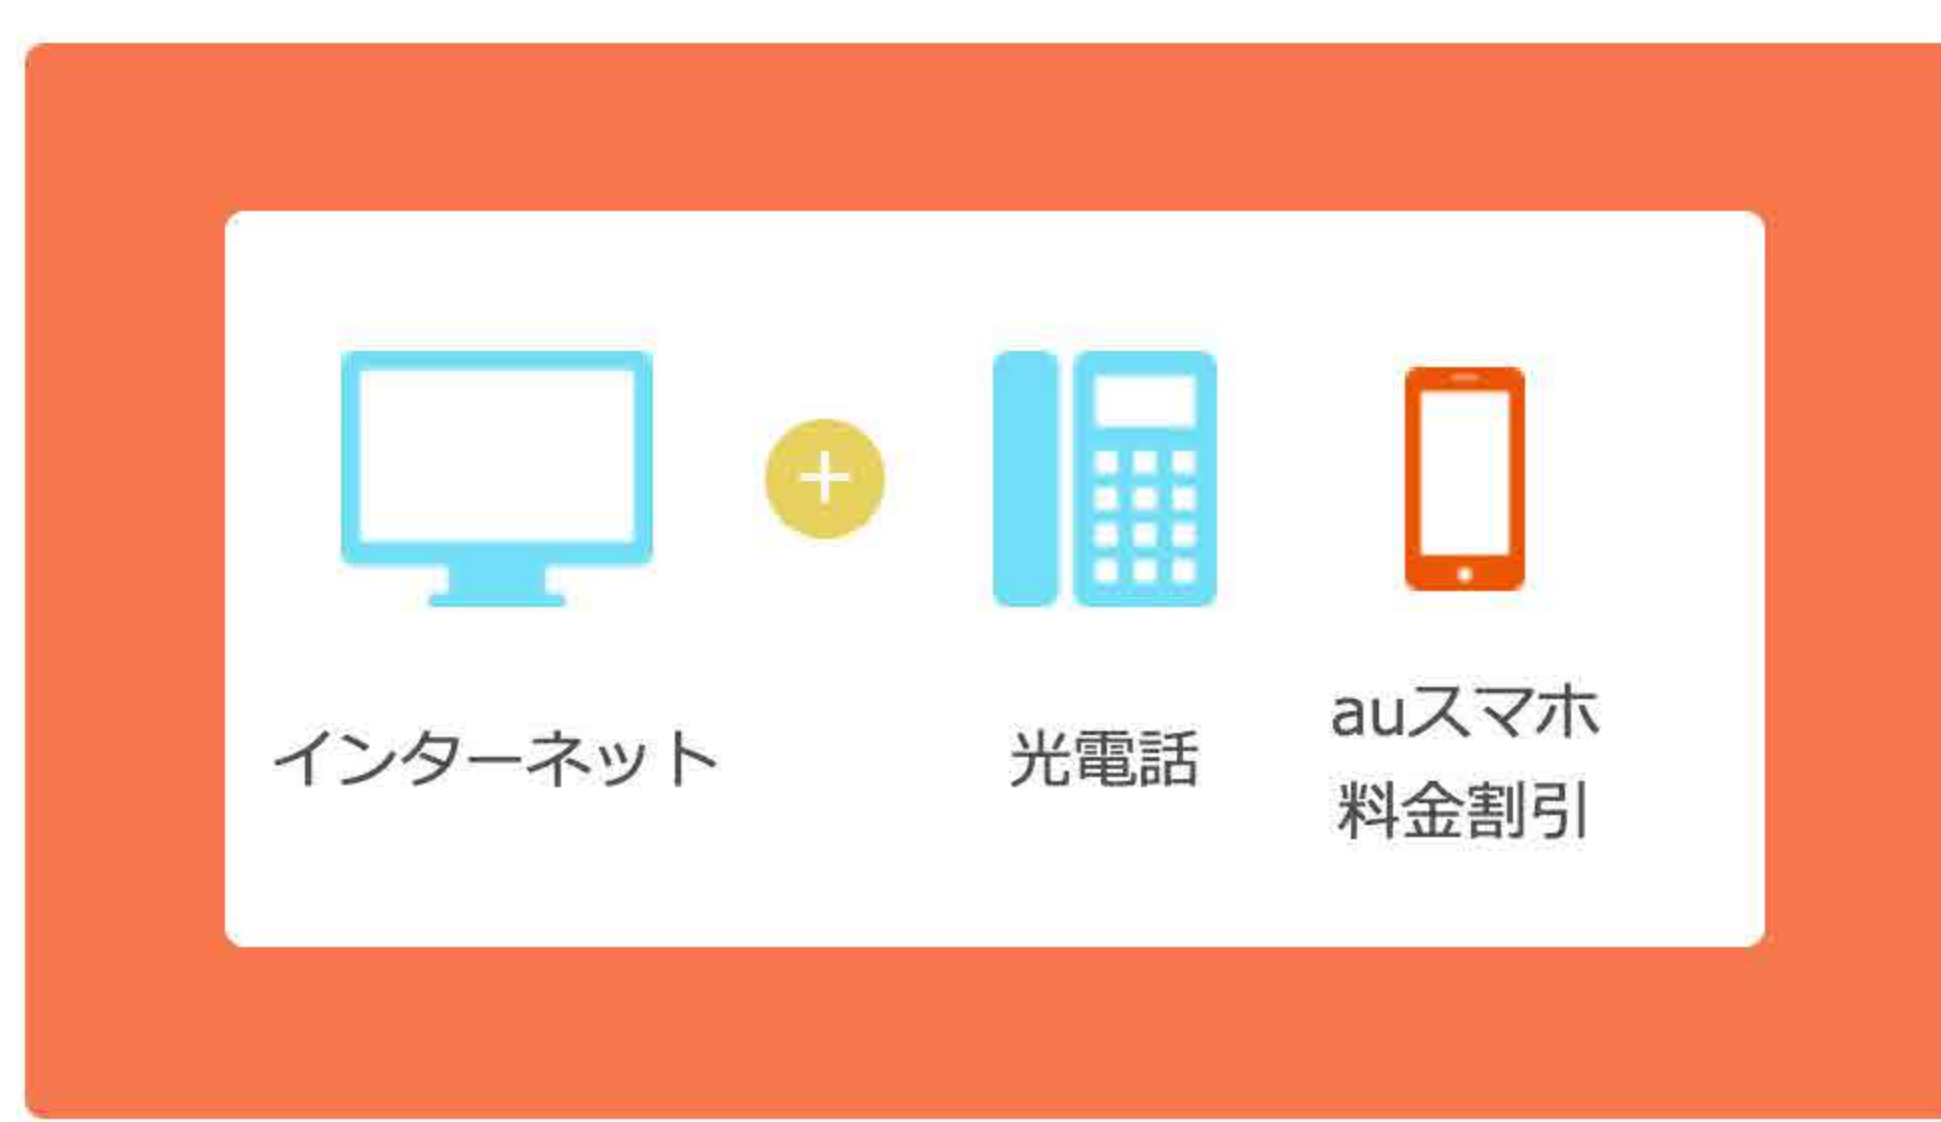 +
インターネット
光電話
auスマホ
料金割引